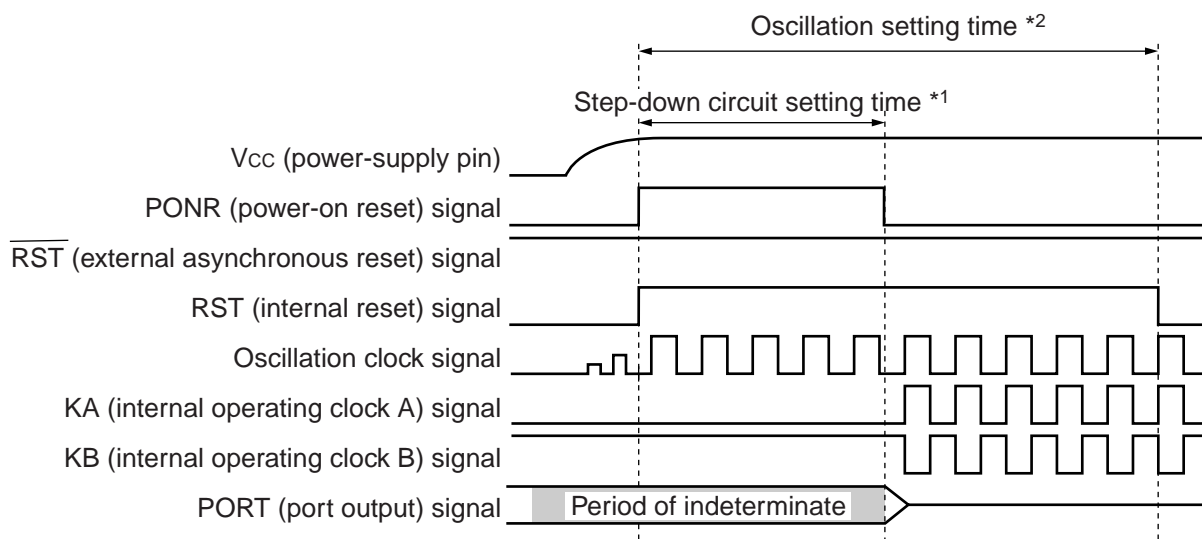 Oscillation setting time *2
Step-down circuit setting time *1
Vcc (power-supply pin)
PONR (power-on reset) signal
RST (external asynchronous reset) signal
RST (internal reset) signal
Oscillation clock signal
KA (internal operating clock A) signal
KB (internal operating clock B) signal
PORT (port output) signal
Period of indeterminate